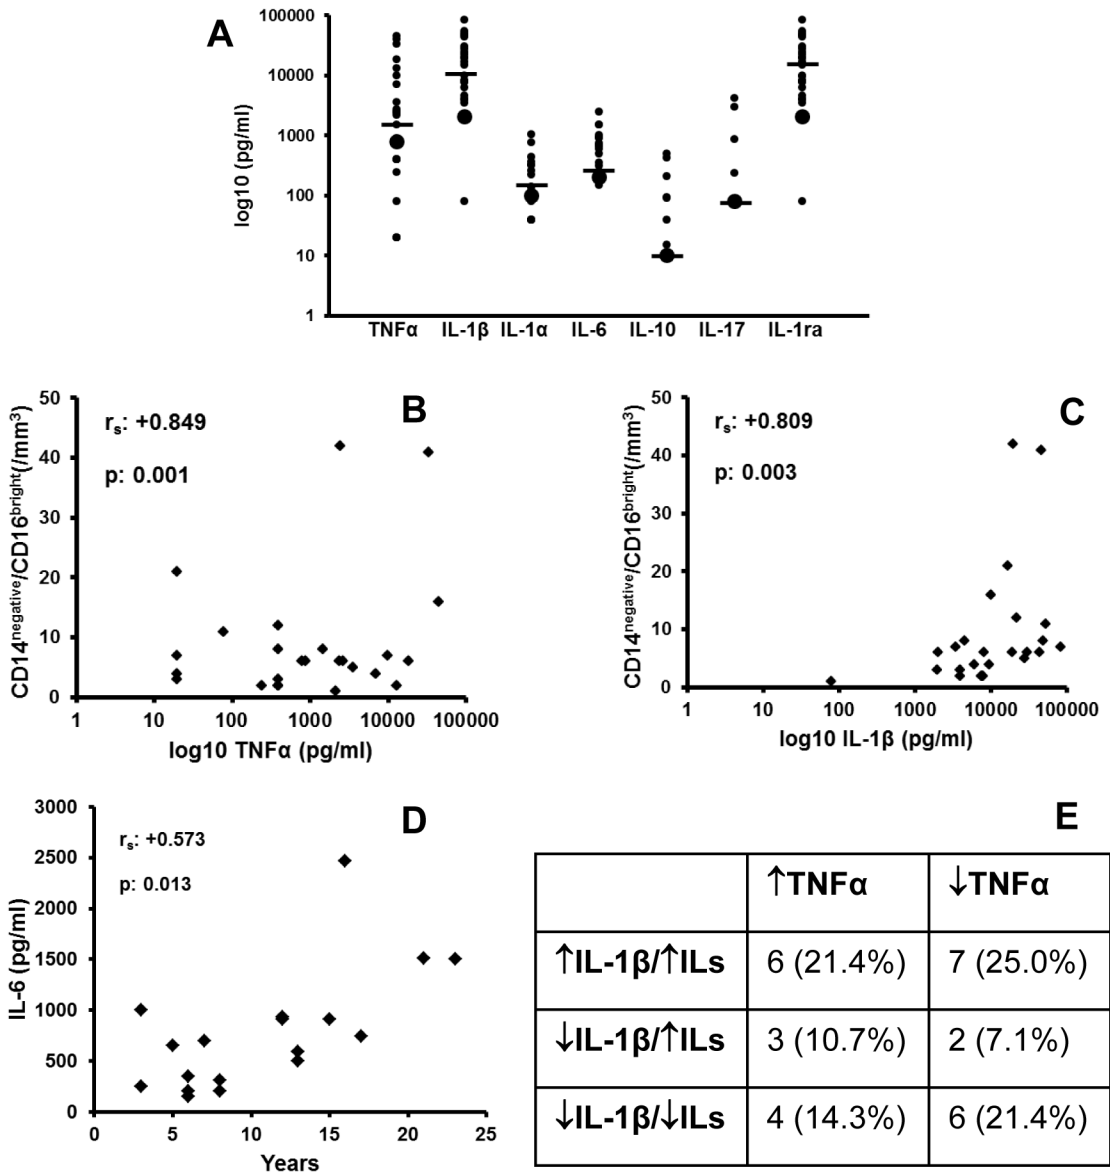 A
log10 (pg/ml)
100000
10000
1000
100
10
1
TNFα IL-1β IL-1α IL-6 IL-10 IL-17 IL-1ra
B
rs: +0.849
p: 0.001
CD14negative/CD16bright(/mm3)
50
40
30
20
10
0
1 10 100 1000 10000 100000
log10 TNFα (pg/ml)
C
rs: +0.809
p: 0.003
CD14negative/CD16bright(/mm3)
50
40
30
20
10
0
1 10 100 1000 10000 100000
log10 IL-1β (pg/ml)
D
rs: +0.573
p: 0.013
IL-6 (pg/ml)
3000
2500
2000
1500
1000
500
0
0 5 10 15 20 25
Years
E
↑TNFα ↓TNFα
↑IL-1β/↑ILs 6 (21.4%) 7 (25.0%)
↓IL-1β/↑ILs 3 (10.7%) 2 (7.1%)
↓IL-1β/↓ILs 4 (14.3%) 6 (21.4%)